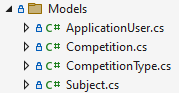 Models
C# ApplicationUser.cs
C# Competition.cs
C# CompetitionType.cs
C# Subject.cs